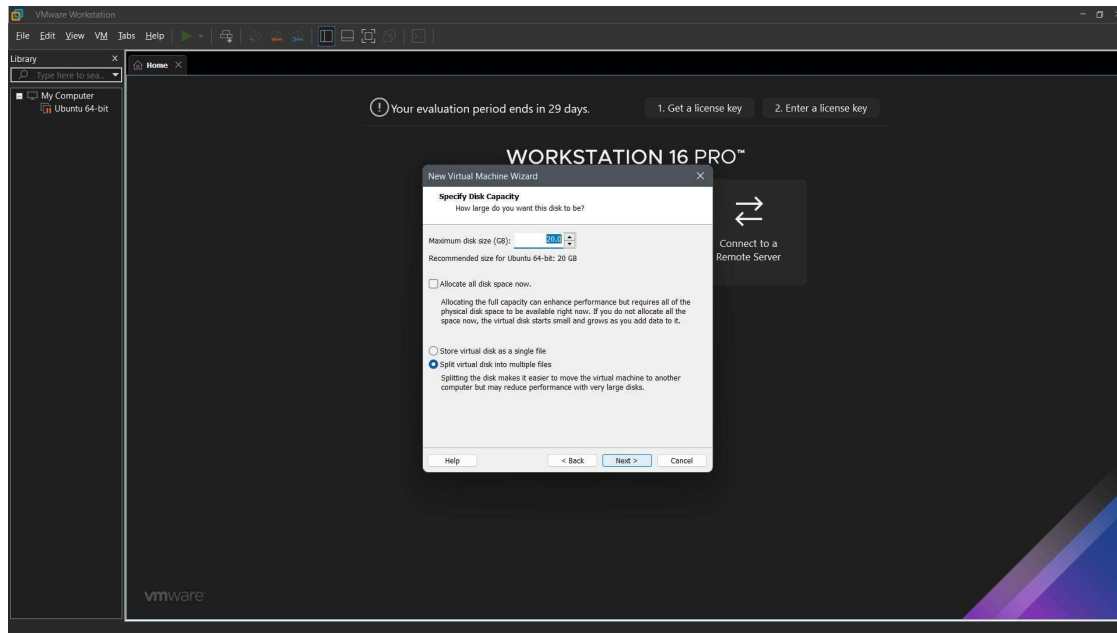 VMware Workstation
File Edit View VM Tabs Help
Library X
Type here to sea...
Home
My Computer
Ubuntu 64-bit
! Your evaluation period ends in 29 days.
1. Get a license key
2. Enter a license key
WORKSTATION 16 PRO™
New Virtual Machine Wizard
Specify Disk Capacity
How large do you want this disk to be?
Maximum disk size (GB): 20.0
Recommended size for Ubuntu 64-bit: 20 GB
Allocate all disk space now.
Allocating the full capacity can enhance performance but requires all of the
physical disk space to be available right now. If you do not allocate all the
space now, the virtual disk starts small and grows as you add data to it.
Store virtual disk as a single file
Split virtual disk into multiple files
Splitting the disk makes it easier to move the virtual machine to another
computer but may reduce performance with very large disks.
Help
< Back
Next >
Cancel
Connect to a
Remote Server
vmware